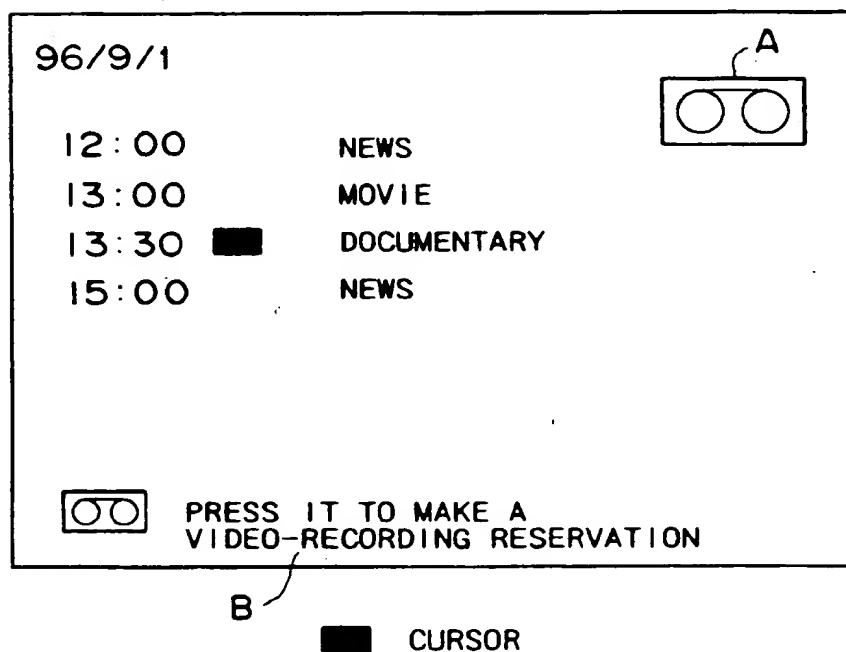 96/9/1
A
12:00 NEWS
13:00 MOVIE
13:30 DOCUMENTARY
15:00 NEWS
PRESS IT TO MAKE A
VIDEO-RECORDING RESERVATION
B
CURSOR